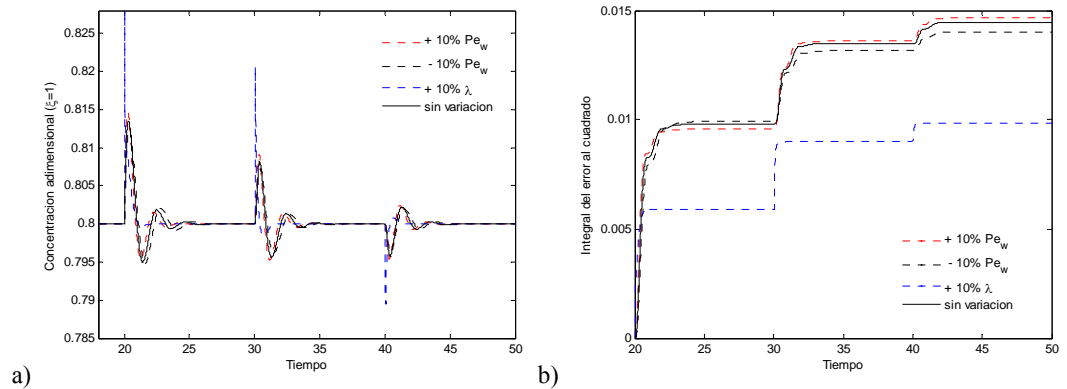 a)
Concentracion adimensional (ξ=1)
0.828
0.825
0.82
0.815
0.81
0.805
0.8
0.795
0.79
0.785
20 25 30 35 40 45 50
Tiempo
+ 10% Pe_w
- 10% Pe_w
+ 10% λ
sin variacion
b)
Integral del error al cuadrado
0.015
0.01
0.005
0
20 25 30 35 40 45 50
Tiempo
+ 10% Pe_w
- 10% Pe_w
+ 10% λ
sin variacion